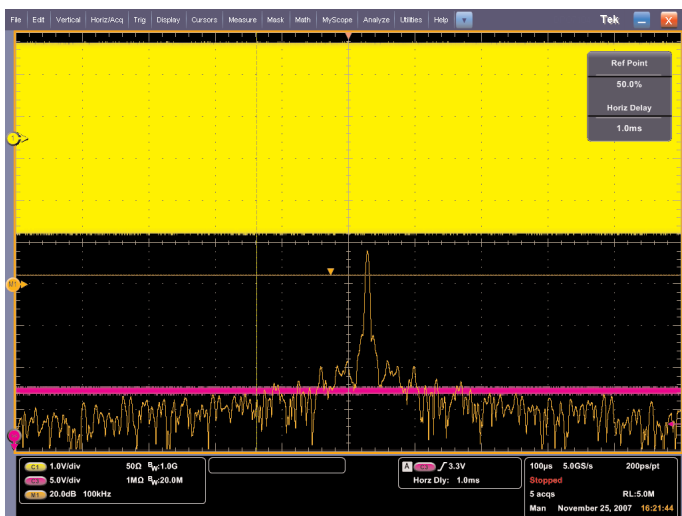 File Edit Vertical Horiz/Acq Trig Display Cursors Measure Mask Math MyScope Analyze Utilities Help Tek
Ref Point
50.0%
Horiz Delay
1.0ms
1
M1
C1 1.0V/div 50Ω BW:1.0G
5.0V/div 1MΩ BW:20.0M
M1 20.0dB 100kHz
A 3.3V
Horz Dly: 1.0ms
100µs 5.0GS/s 200ps/pt
Stopped
5 acqs RL:5.0M
Man November 25, 2007 16:21:44